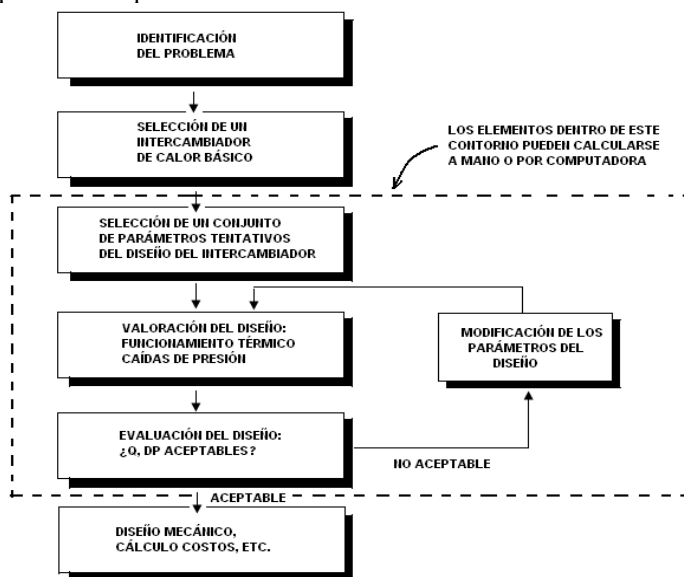 IDENTIFICACIÓN
DEL PROBLEMA
SELECCIÓN DE UN
INTERCAMBIADOR
DE CALOR BÁSICO
LOS ELEMENTOS DENTRO DE ESTE
CONTORNO PUEDEN CALCULARSE
A MANO O POR COMPUTADORA
SELECCIÓN DE UN CONJUNTO
DE PARÁMETROS TENTATIVOS
DEL DISEÑO DEL INTERCAMBIADOR
VALORACIÓN DEL DISEÑO:
FUNCIONAMIENTO TÉRMICO
CAÍDAS DE PRESIÓN
MODIFICACIÓN DE LOS
PARÁMETROS DEL
DISEÑO
EVALUACIÓN DEL DISEÑO:
¿Q, DP ACEPTABLES?
NO ACEPTABLE
ACEPTABLE
DISEÑO MECÁNICO,
CÁLCULO COSTOS, ETC.